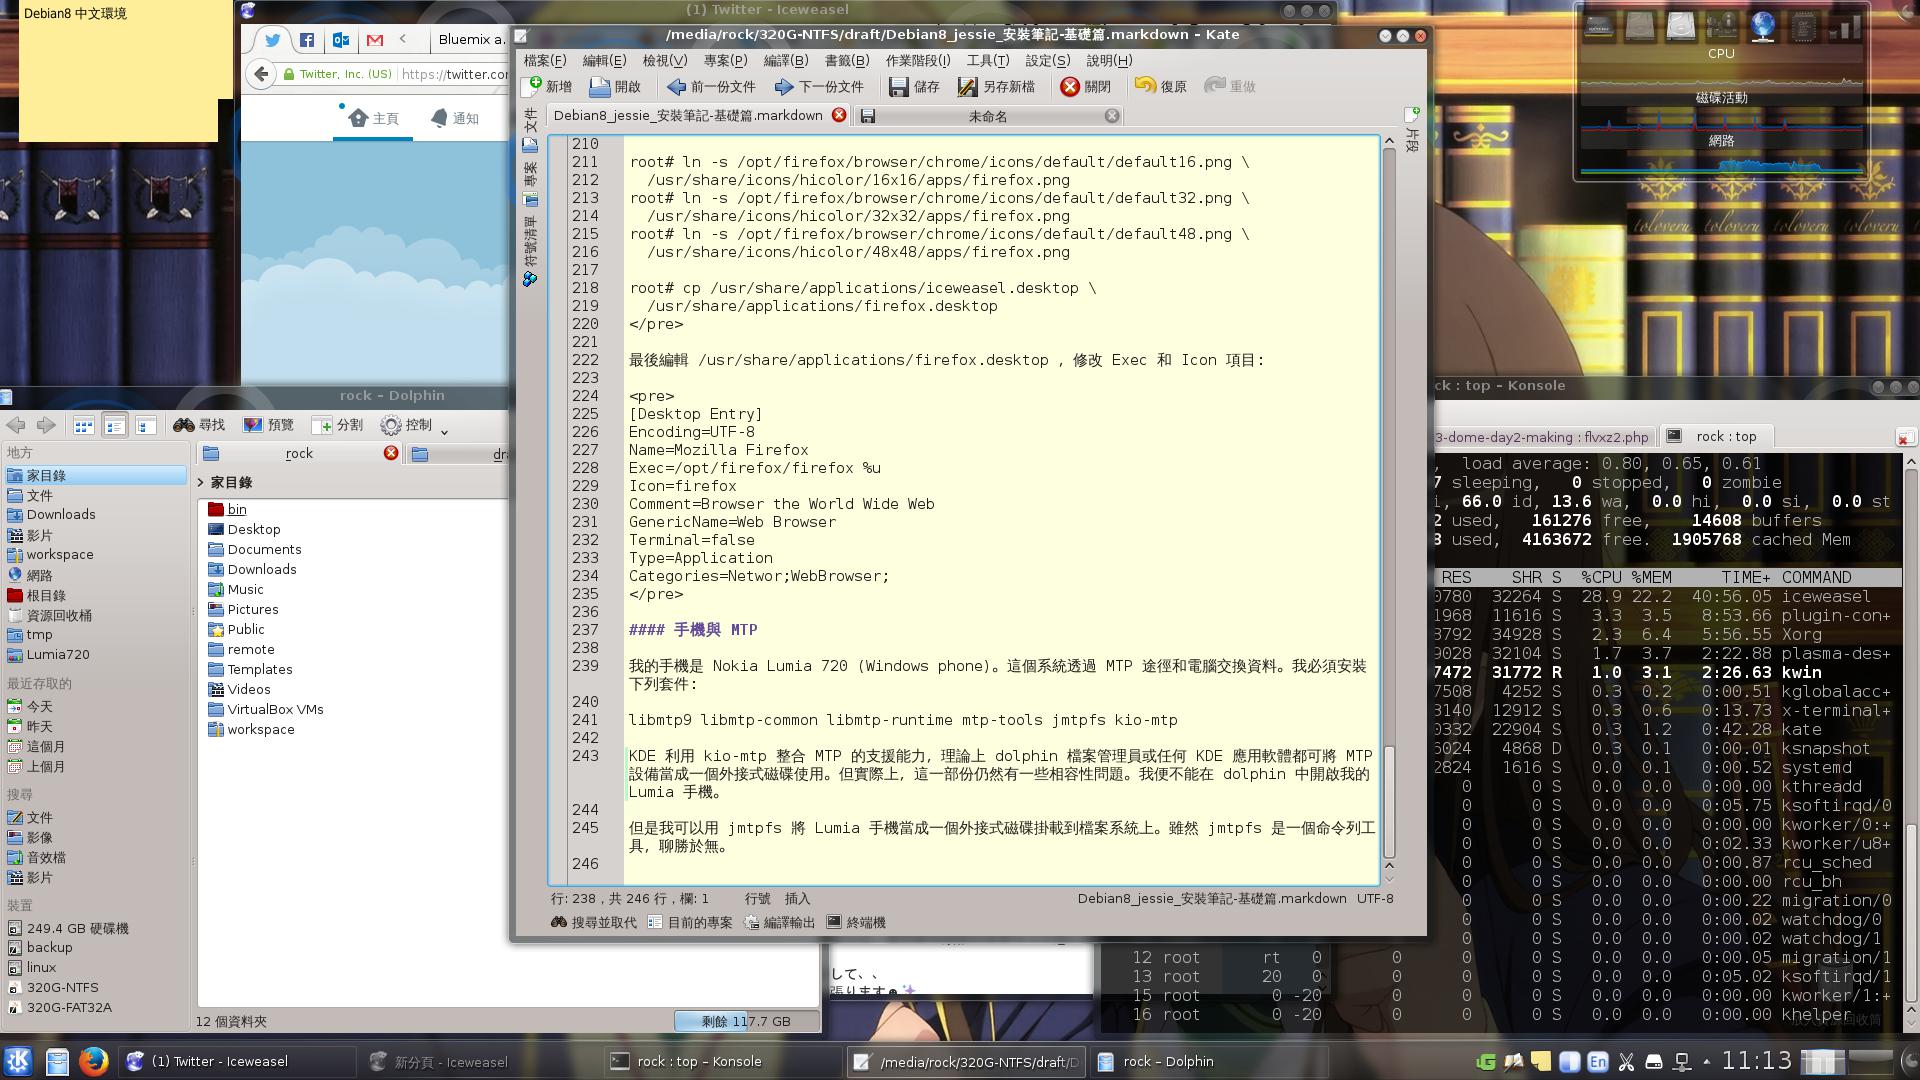 Debian8 中文環境
(1) Twitter - Iceweasel
Bluemix a.
Twitter, Inc. (US)
https://twitter.co
主頁
通知
/media/rock/320G-NTFS/draft/Debian8_jessie_安裝筆記-基礎篇.markdown – Kate
檔案(F) 編輯(E) 檢視(V) 專案(P) 編譯(B) 書籤(B) 作業階段(I) 工具(T) 設定(S) 說明(H)
新增 開啟 前一份文件 下一份文件 儲存 另存新檔 關閉 復原 重做
Debian8_jessie_安裝筆記-基礎篇.markdown
未命名
文件
專案
符號清單
片段
210
211 root# ln -s /opt/firefox/browser/chrome/icons/default/default16.png \
212 /usr/share/icons/hicolor/16x16/apps/firefox.png
213 root# ln -s /opt/firefox/browser/chrome/icons/default/default32.png \
214 /usr/share/icons/hicolor/32x32/apps/firefox.png
215 root# ln -s /opt/firefox/browser/chrome/icons/default/default48.png \
216 /usr/share/icons/hicolor/48x48/apps/firefox.png
217
218 root# cp /usr/share/applications/iceweasel.desktop \
219 /usr/share/applications/firefox.desktop
220 </pre>
221
222 最後編輯 /usr/share/applications/firefox.desktop , 修改 Exec 和 Icon 項目:
223
224 <pre>
225 [Desktop Entry]
226 Encoding=UTF-8
227 Name=Mozilla Firefox
228 Exec=/opt/firefox/firefox %u
229 Icon=firefox
230 Comment=Browser the World Wide Web
231 GenericName=Web Browser
232 Terminal=false
233 Type=Application
234 Categories=Networ;WebBrowser;
235 </pre>
236
237 #### 手機與 MTP
238
239 我的手機是 Nokia Lumia 720 (Windows phone)。這個系統透過 MTP 途徑和電腦交換資料。我必須安裝
下列套件:
240
241 libmtp9 libmtp-common libmtp-runtime mtp-tools jmtpfs kio-mtp
242
243 KDE 利用 kio-mtp 整合 MTP 的支援能力, 理論上 dolphin 檔案管理員或任何 KDE 應用軟體都可將 MTP
設備當成一個外接式磁碟使用。但實際上, 這一部份仍然有一些相容性問題。我便不能在 dolphin 中開啟我的
Lumia 手機。
244
245 但是我可以用 jmtpfs 將 Lumia 手機當成一個外接式磁碟掛載到檔案系統上。雖然 jmtpfs 是一個命令列工
具, 聊勝於無。
246
行: 238 , 共 246 行 , 欄: 1 行號 插入 Debian8_jessie_安裝筆記-基礎篇.markdown UTF-8
搜尋並取代 目前的專案 編譯輸出 終端機
CPU
磁碟活動
網路
rock – Dolphin
尋找 預覽 分割 控制
地方
家目錄
文件
Downloads
影片
workspace
網路
根目錄
資源回收桶
tmp
Lumia720
最近存取的
今天
昨天
這個月
上個月
搜尋
文件
影像
音效檔
影片
裝置
249.4 GB 硬碟機
backup
linux
320G-NTFS
320G-FAT32A
rock
dra
家目錄
bin
Desktop
Documents
Downloads
Music
Pictures
Public
remote
Templates
Videos
VirtualBox VMs
workspace
12 個資料夾
剩餘 117.7 GB
して、、
張ります
ck : top – Konsole
3-dome-day2-making : flvxz2.php
rock : top
, load average: 0.80, 0.65, 0.61
7 sleeping, 0 stopped, 0 zombie
i, 66.0 id, 13.6 wa, 0.0 hi, 0.0 si, 0.0 st
2 used, 161276 free, 14608 buffers
8 used, 4163672 free. 1905768 cached Mem
RES SHR S %CPU %MEM TIME+ COMMAND
0780 32264 S 28.9 22.2 40:56.05 iceweasel
1968 11616 S 3.3 3.5 8:53.66 plugin-con+
8792 34928 S 2.3 6.4 5:56.55 Xorg
9028 32104 S 1.7 3.7 2:22.88 plasma-des+
7472 31772 R 1.0 3.1 2:26.63 kwin
7508 4252 S 0.3 0.2 0:00.51 kglobalacc+
3140 12912 S 0.3 0.6 0:13.73 x-terminal+
0332 22904 S 0.3 1.2 0:42.28 kate
6024 4868 D 0.3 0.1 0:00.01 ksnapshot
2824 1616 S 0.0 0.1 0:00.52 systemd
0 0 S 0.0 0.0 0:00.00 kthreadd
0 0 S 0.0 0.0 0:05.75 ksoftirqd/0
0 0 S 0.0 0.0 0:00.00 kworker/0:+
0 0 S 0.0 0.0 0:02.33 kworker/u8+
0 0 S 0.0 0.0 0:00.87 rcu_sched
0 0 S 0.0 0.0 0:00.00 rcu_bh
0 0 S 0.0 0.0 0:00.22 migration/0
0 0 S 0.0 0.0 0:00.02 watchdog/0
0 0 S 0.0 0.0 0:00.02 watchdog/1
12 root rt 0 0 0 0 S 0.0 0.0 0:00.05 migration/1
13 root 20 0 0 0 0 S 0.0 0.0 0:05.02 ksoftirqd/1
15 root 0 -20 0 0 0 S 0.0 0.0 0:00.00 kworker/1:+
16 root 0 -20 0 0 0 S 0.0 0.0 0:00.00 khelper
(1) Twitter - Iceweasel
新分頁 - Iceweasel
rock : top – Konsole
/media/rock/320G-NTFS/draft/D
rock – Dolphin
En
11:13